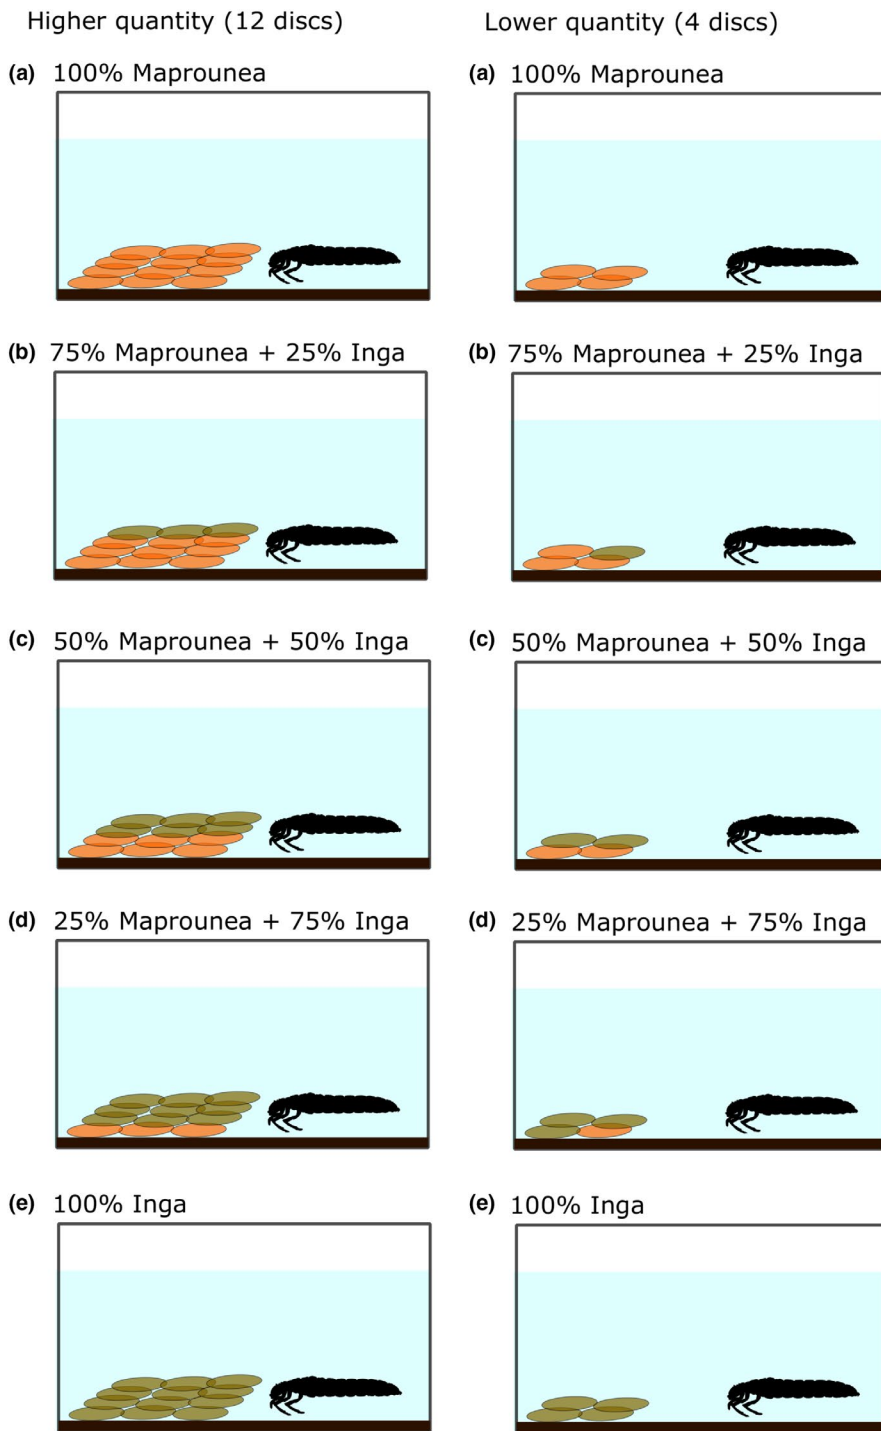 Higher quantity (12 discs)
Lower quantity (4 discs)
(a) 100% Maprounea
(a) 100% Maprounea
(b) 75% Maprounea + 25% Inga
(b) 75% Maprounea + 25% Inga
(c) 50% Maprounea + 50% Inga
(c) 50% Maprounea + 50% Inga
(d) 25% Maprounea + 75% Inga
(d) 25% Maprounea + 75% Inga
(e) 100% Inga
(e) 100% Inga